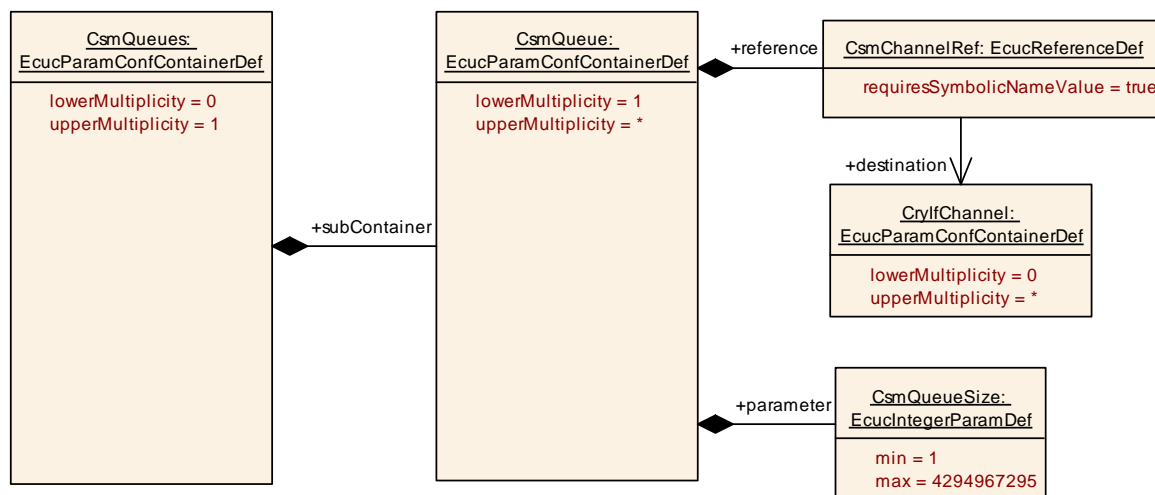 CsmQueues:
EcucParamConfContainerDef
lowerMultiplicity = 0
upperMultiplicity = 1
+subContainer
CsmQueue:
EcucParamConfContainerDef
lowerMultiplicity = 1
upperMultiplicity = *
+reference
CsmChannelRef: EcucReferenceDef
requiresSymbolicNameValue = true
+destination
CryIfChannel:
EcucParamConfContainerDef
lowerMultiplicity = 0
upperMultiplicity = *
+parameter
CsmQueueSize:
EcucIntegerParamDef
min = 1
max = 4294967295